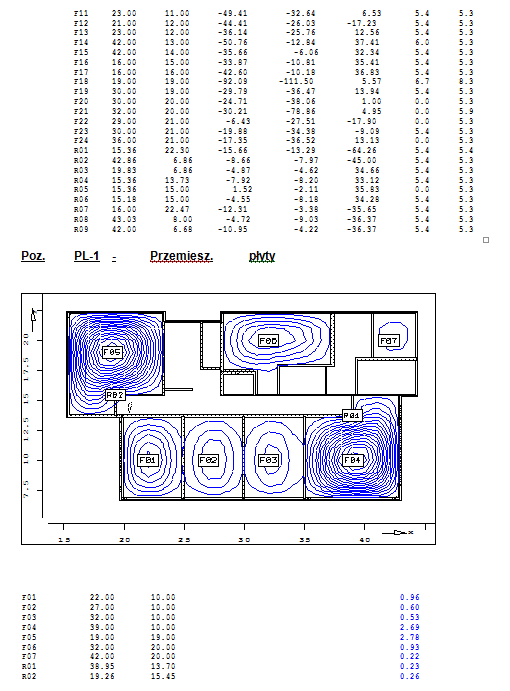 F11 23.00 11.00 -49.41 -32.64 6.53 5.4 5.3
F12 21.00 12.00 -44.41 -26.03 -17.23 5.4 5.3
F13 23.00 12.00 -36.14 -25.76 12.56 5.4 5.3
F14 42.00 13.00 -50.76 -12.84 37.41 6.0 5.3
F15 42.00 14.00 -35.66 -6.06 32.34 5.4 5.3
F16 16.00 15.00 -33.87 -10.81 35.41 5.4 5.3
F17 16.00 16.00 -42.60 -10.18 36.83 5.4 5.3
F18 19.00 19.00 -92.09 -111.50 5.57 6.7 8.3
F19 30.00 19.00 -29.79 -36.47 13.94 5.4 5.3
F20 30.00 20.00 -24.71 -38.06 1.00 0.0 5.3
F21 32.00 20.00 -30.21 -78.86 4.95 0.0 5.9
F22 29.00 21.00 -6.43 -27.51 -17.90 0.0 5.3
F23 30.00 21.00 -19.88 -34.38 -9.09 5.4 5.3
F24 36.00 21.00 -17.35 -36.52 13.13 0.0 5.3
R01 15.36 22.30 -15.66 -13.29 -64.26 5.4 5.3
R02 42.86 6.86 -8.66 -7.97 -45.00 5.4 5.3
R03 19.83 6.86 -4.87 -4.62 34.66 5.4 5.3
R04 15.36 13.73 -7.92 -8.20 33.12 5.4 5.3
R05 15.36 15.00 1.52 -2.11 35.83 0.0 5.3
R06 15.18 15.00 -4.55 -8.18 34.28 5.4 5.3
R07 16.00 22.47 -12.31 -3.38 -35.65 5.4 5.3
R08 43.03 8.00 -4.72 -9.03 -36.37 5.4 5.3
R09 42.00 6.68 -10.95 -4.22 -36.37 5.4 5.3
Poz. PL-1 - Przemiesz. płyty
20
17.5
15
12.5
10
7.5
F05
F06
F07
R02
R01
F01
F02
F03
F04
15 20 25 30 35 40 x
F01 22.00 10.00 0.96
F02 27.00 10.00 0.60
F03 32.00 10.00 0.53
F04 39.00 10.00 2.69
F05 19.00 19.00 2.78
F06 32.00 20.00 0.93
F07 42.00 20.00 0.22
R01 38.95 13.70 0.23
R02 19.26 15.45 0.26